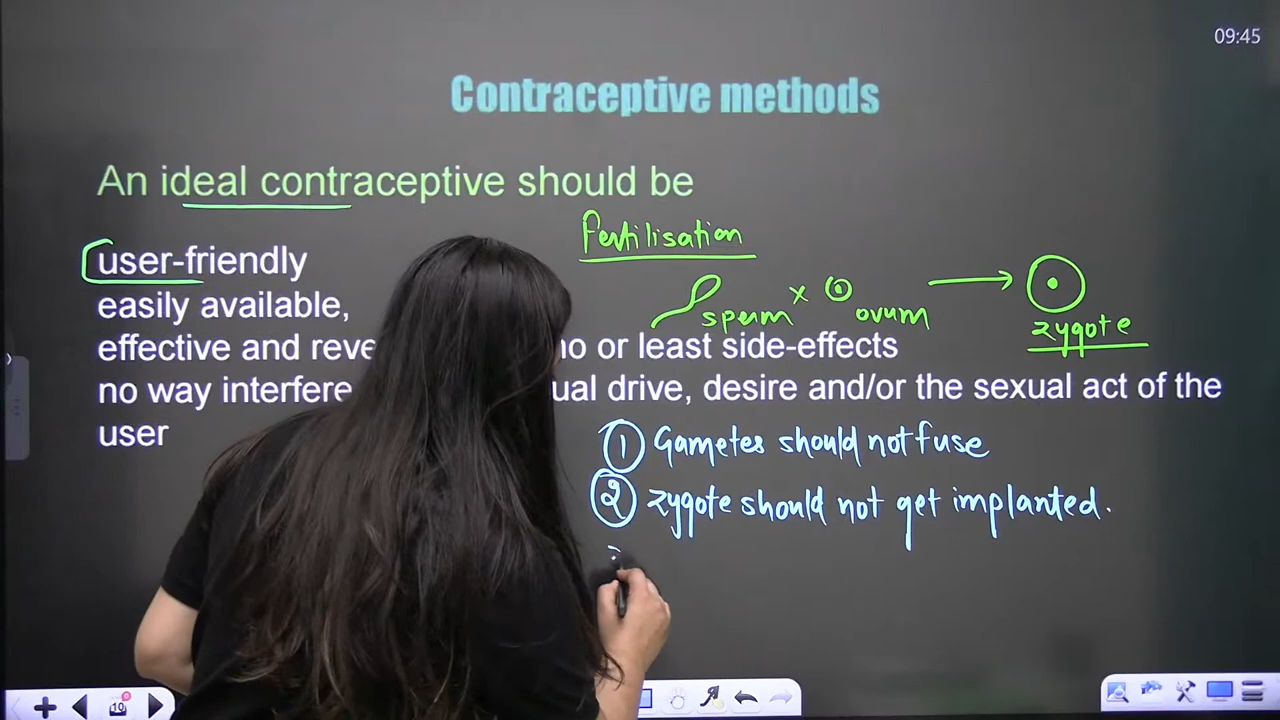 09:45
Contraceptive methods
An ideal contraceptive should be
Fertilisation
user-friendly
sperm x ovum
easily available,
zygote
effective and reve no or least side-effects
no way interfere ual drive, desire and/or the sexual act of the
user
1 Gametes should not fuse
2 zygote should not get implanted.
10